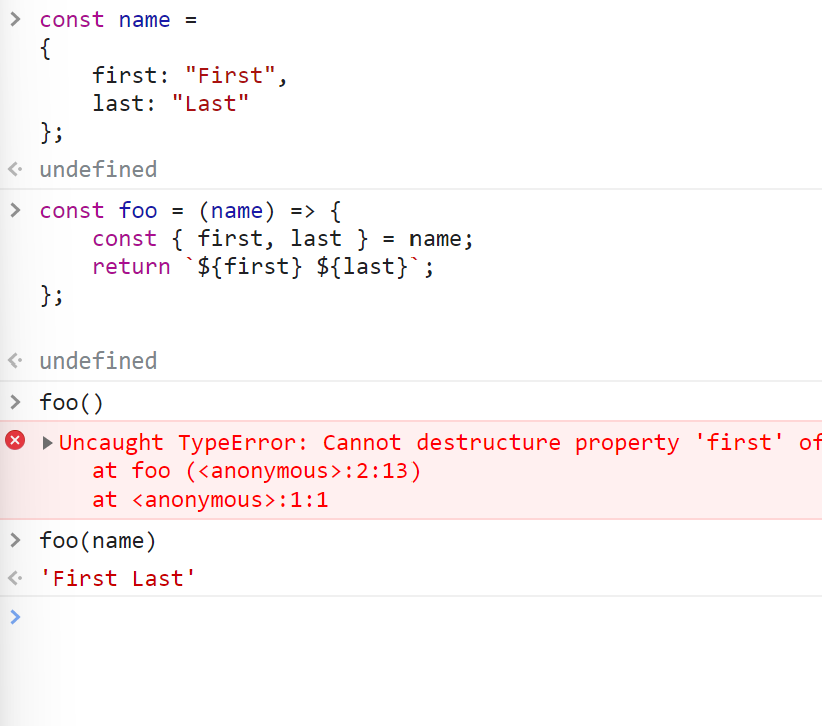 const name =
{
    first: "First",
    last: "Last"
};
undefined
const foo = (name) => {
    const { first, last } = name;
    return `${first} ${last}`;
};
undefined
foo()
Uncaught TypeError: Cannot destructure property 'first' of
    at foo (<anonymous>:2:13)
    at <anonymous>:1:1
foo(name)
'First Last'